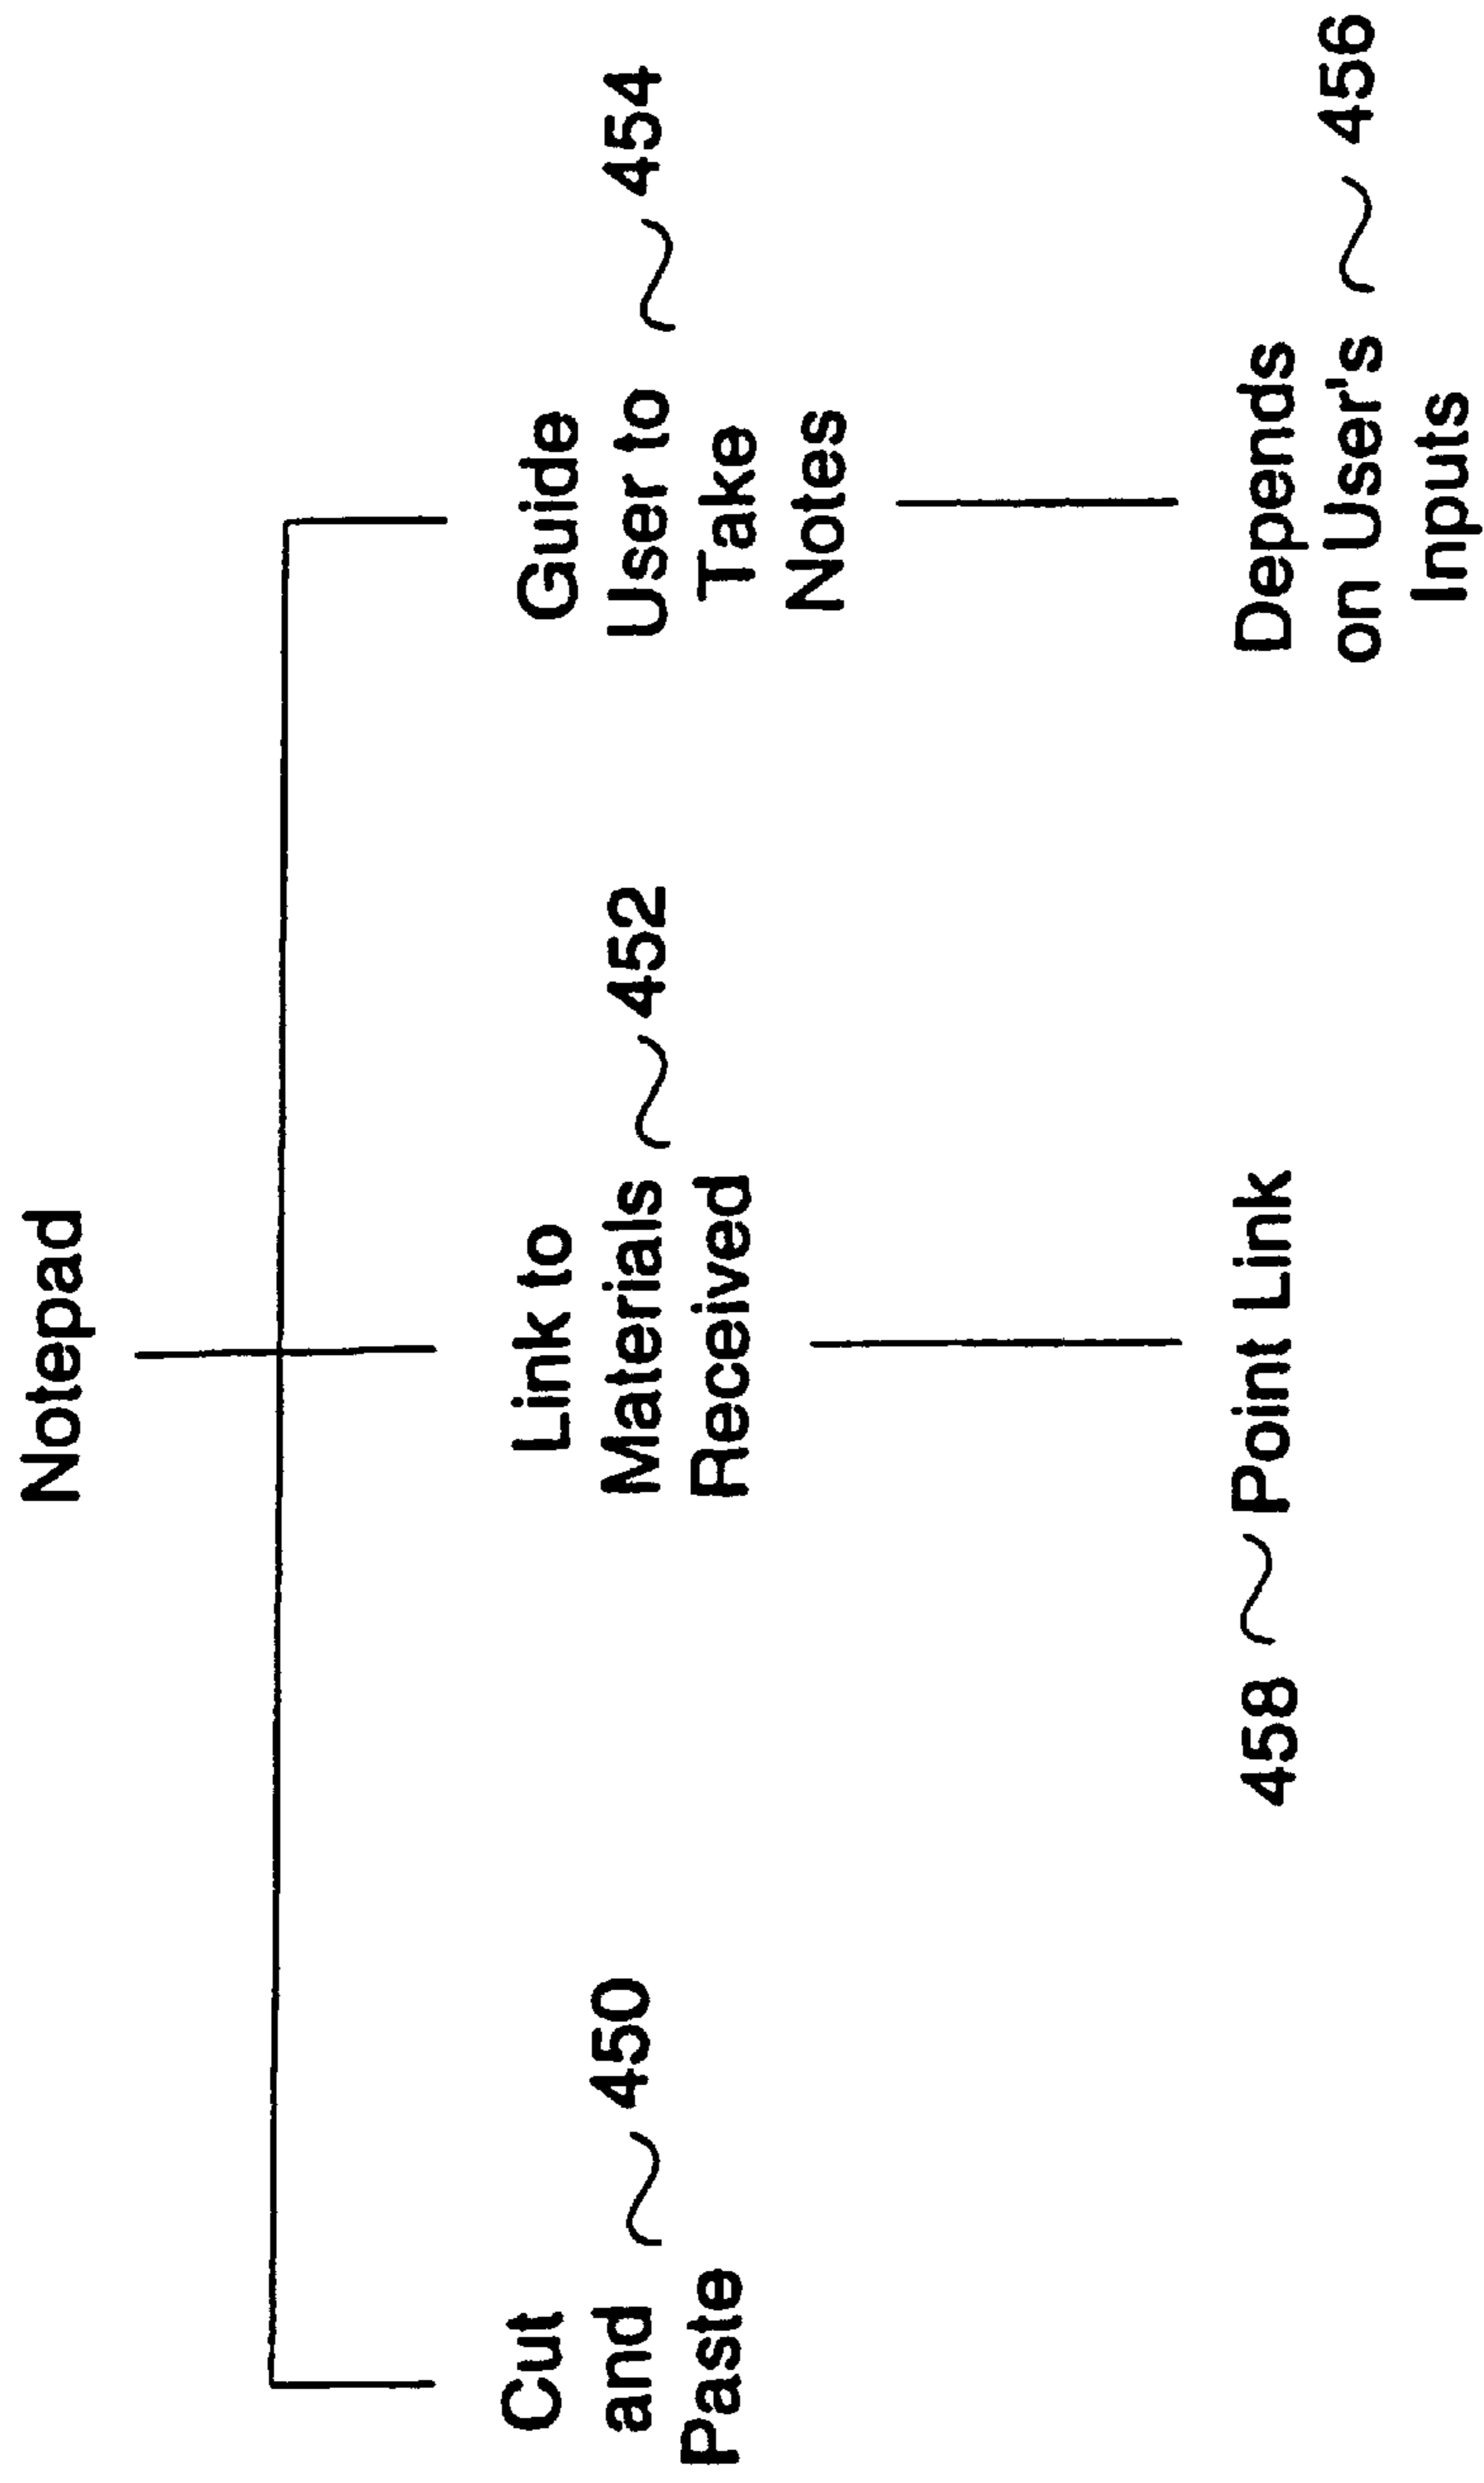 Notepad
Cut
and 450
Paste
Link to
Materials 452
Received
Guide
User to 454
Take
Notes
458 Point Link
Depends
on User's 456
Inputs